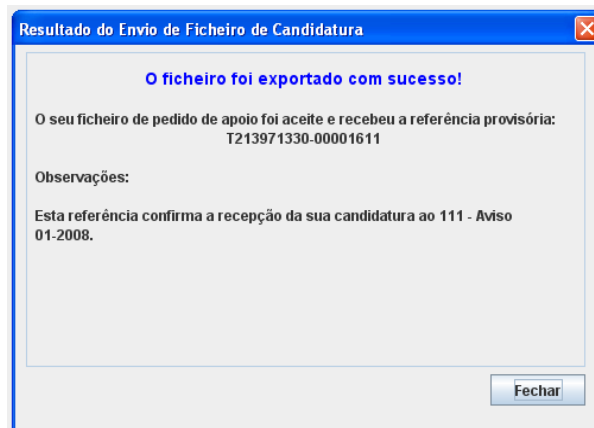 Resultado do Envio de Ficheiro de Candidatura
O ficheiro foi exportado com sucesso!
O seu ficheiro de pedido de apoio foi aceite e recebeu a referência provisória:
T213971330-00001611
Observações:
Esta referência confirma a recepção da sua candidatura ao 111 - Aviso
01-2008.
Fechar